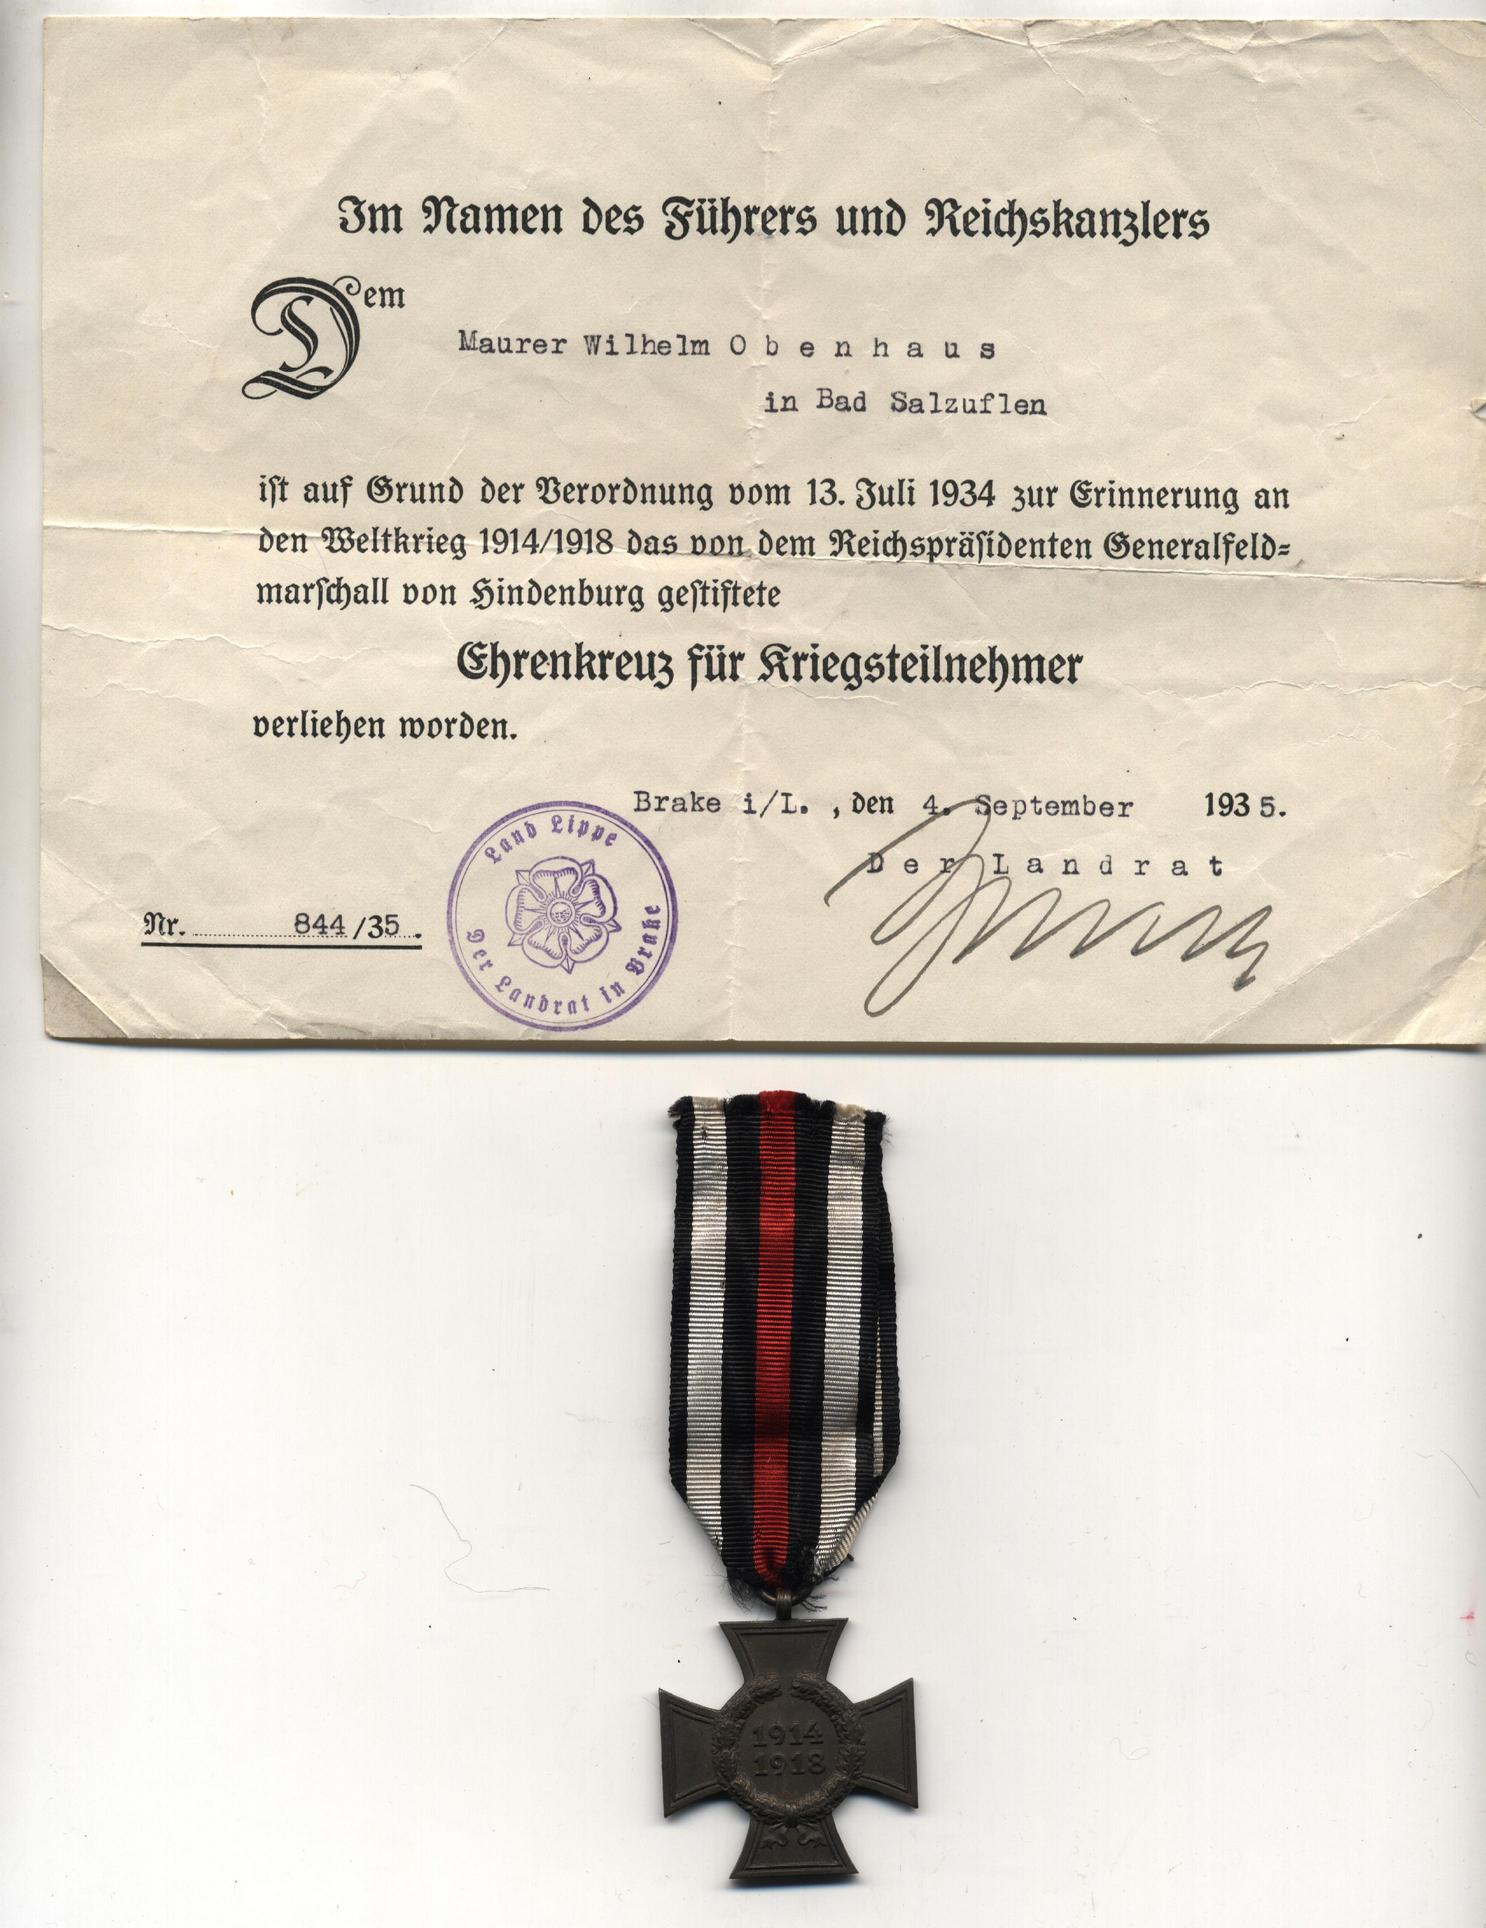 Im Namen des Führers und Reichskanzlers
Dem
Maurer Wilhelm O b e n h a u s
in Bad Salzuflen
ist auf Grund der Verordnung vom 13. Juli 1934 zur Erinnerung an
den Weltkrieg 1914/1918 das von dem Reichspräsidenten Generalfeld=
marschall von Hindenburg gestiftete
Ehrenkreuz für Kriegsteilnehmer
verliehen worden.
Brake i/L. , den 4. September 1935.
D e r L a n d r a t
Nr. 844/35.
Land Lippe
Der Landrat in Brake
1914
1918